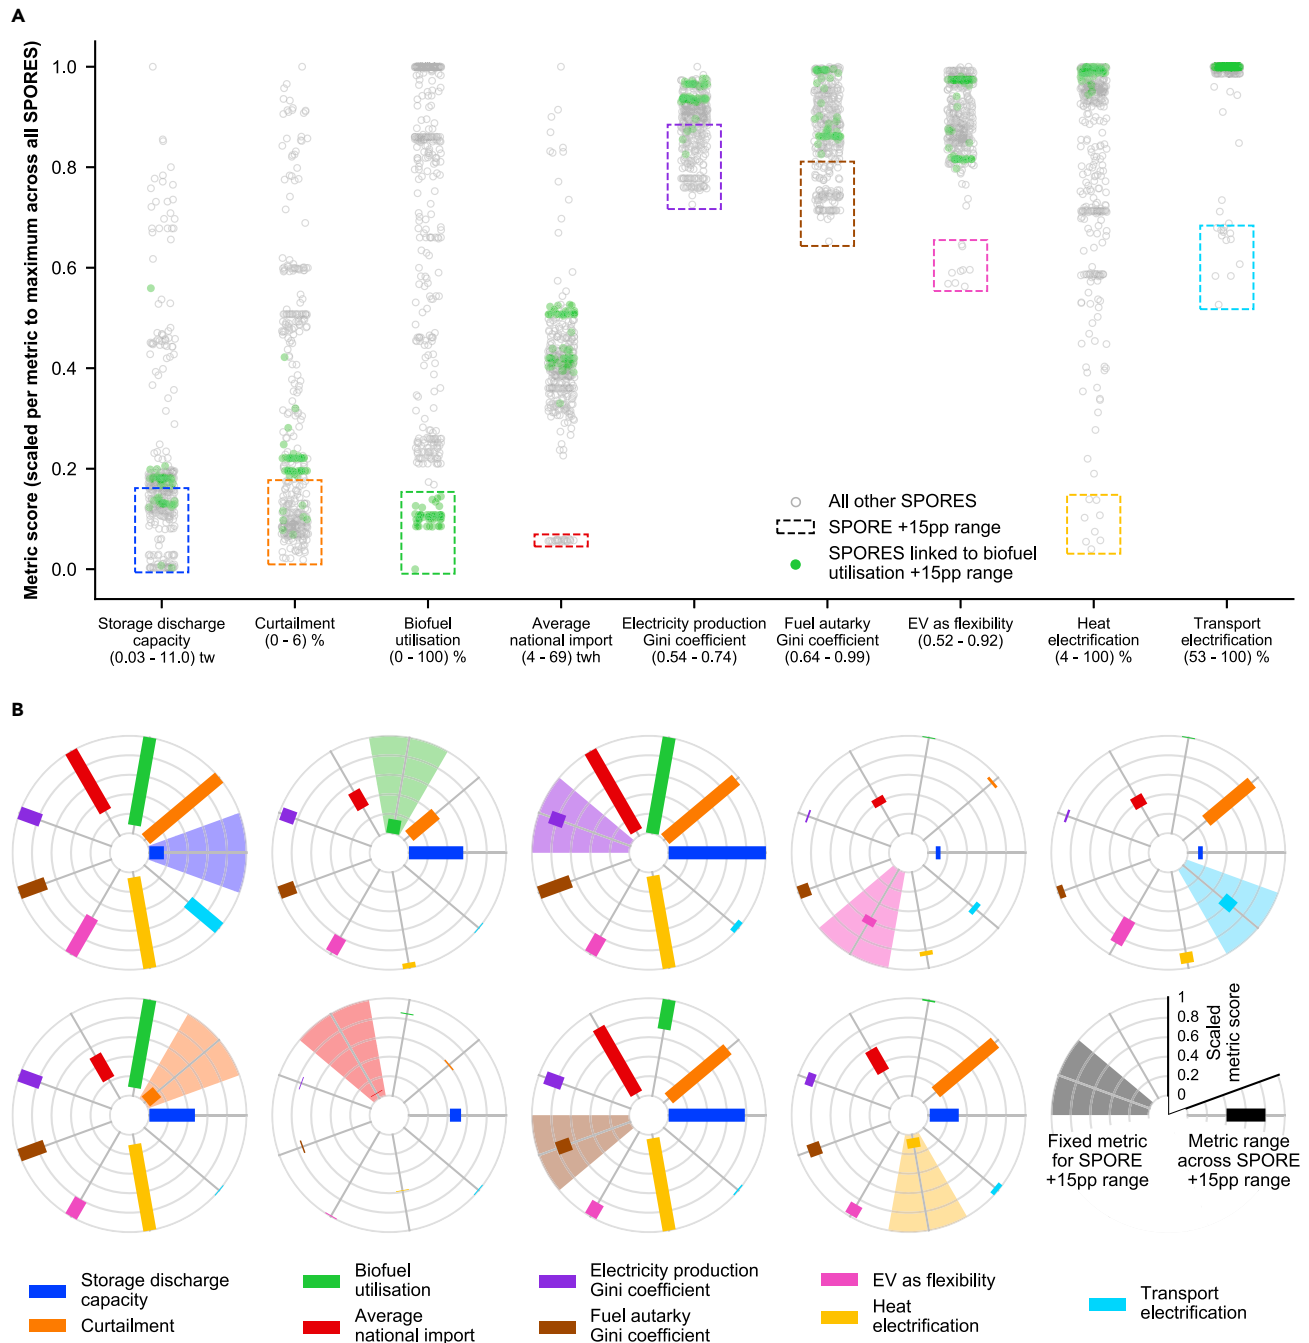 A
Metric score (scaled per metric to maximum across all SPORES)
1.0
0.8
0.6
0.4
0.2
0.0
All other SPORES
SPORE +15pp range
SPORES linked to biofuel
utilisation +15pp range
Storage discharge
capacity
(0.03 - 11.0) tw
Curtailment
(0 - 6) %
Biofuel
utilisation
(0 - 100) %
Average
national import
(4 - 69) twh
Electricity production
Gini coefficient
(0.54 - 0.74)
Fuel autarky
Gini coefficient
(0.64 - 0.99)
EV as flexibility
(0.52 - 0.92)
Heat
electrification
(4 - 100) %
Transport
electrification
(53 - 100) %
B
1
0.8
0.6
0.4
0.2
0
Scaled
metric score
Fixed metric
for SPORE
+15pp range
Metric range
across SPORE
+15pp range
Storage discharge
capacity
Curtailment
Biofuel
utilisation
Average
national import
Electricity production
Gini coefficient
Fuel autarky
Gini coefficient
EV as flexibility
Heat
electrification
Transport
electrification